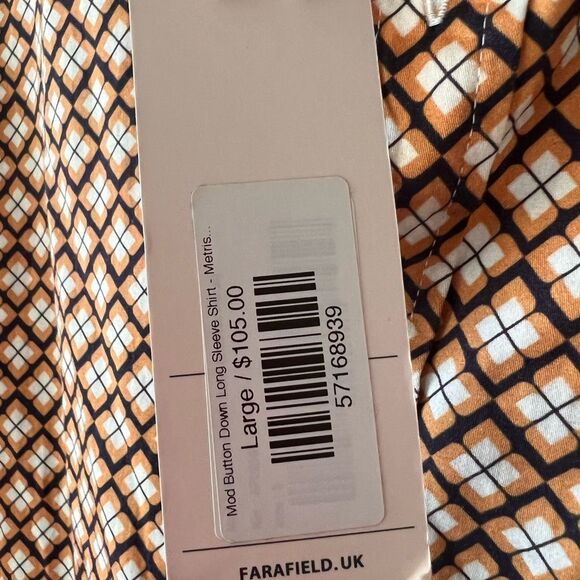 Mod Button Down Long Sleeve Shirt - Metris...
Large / $105.00
57168939
FARAFIELD.UK